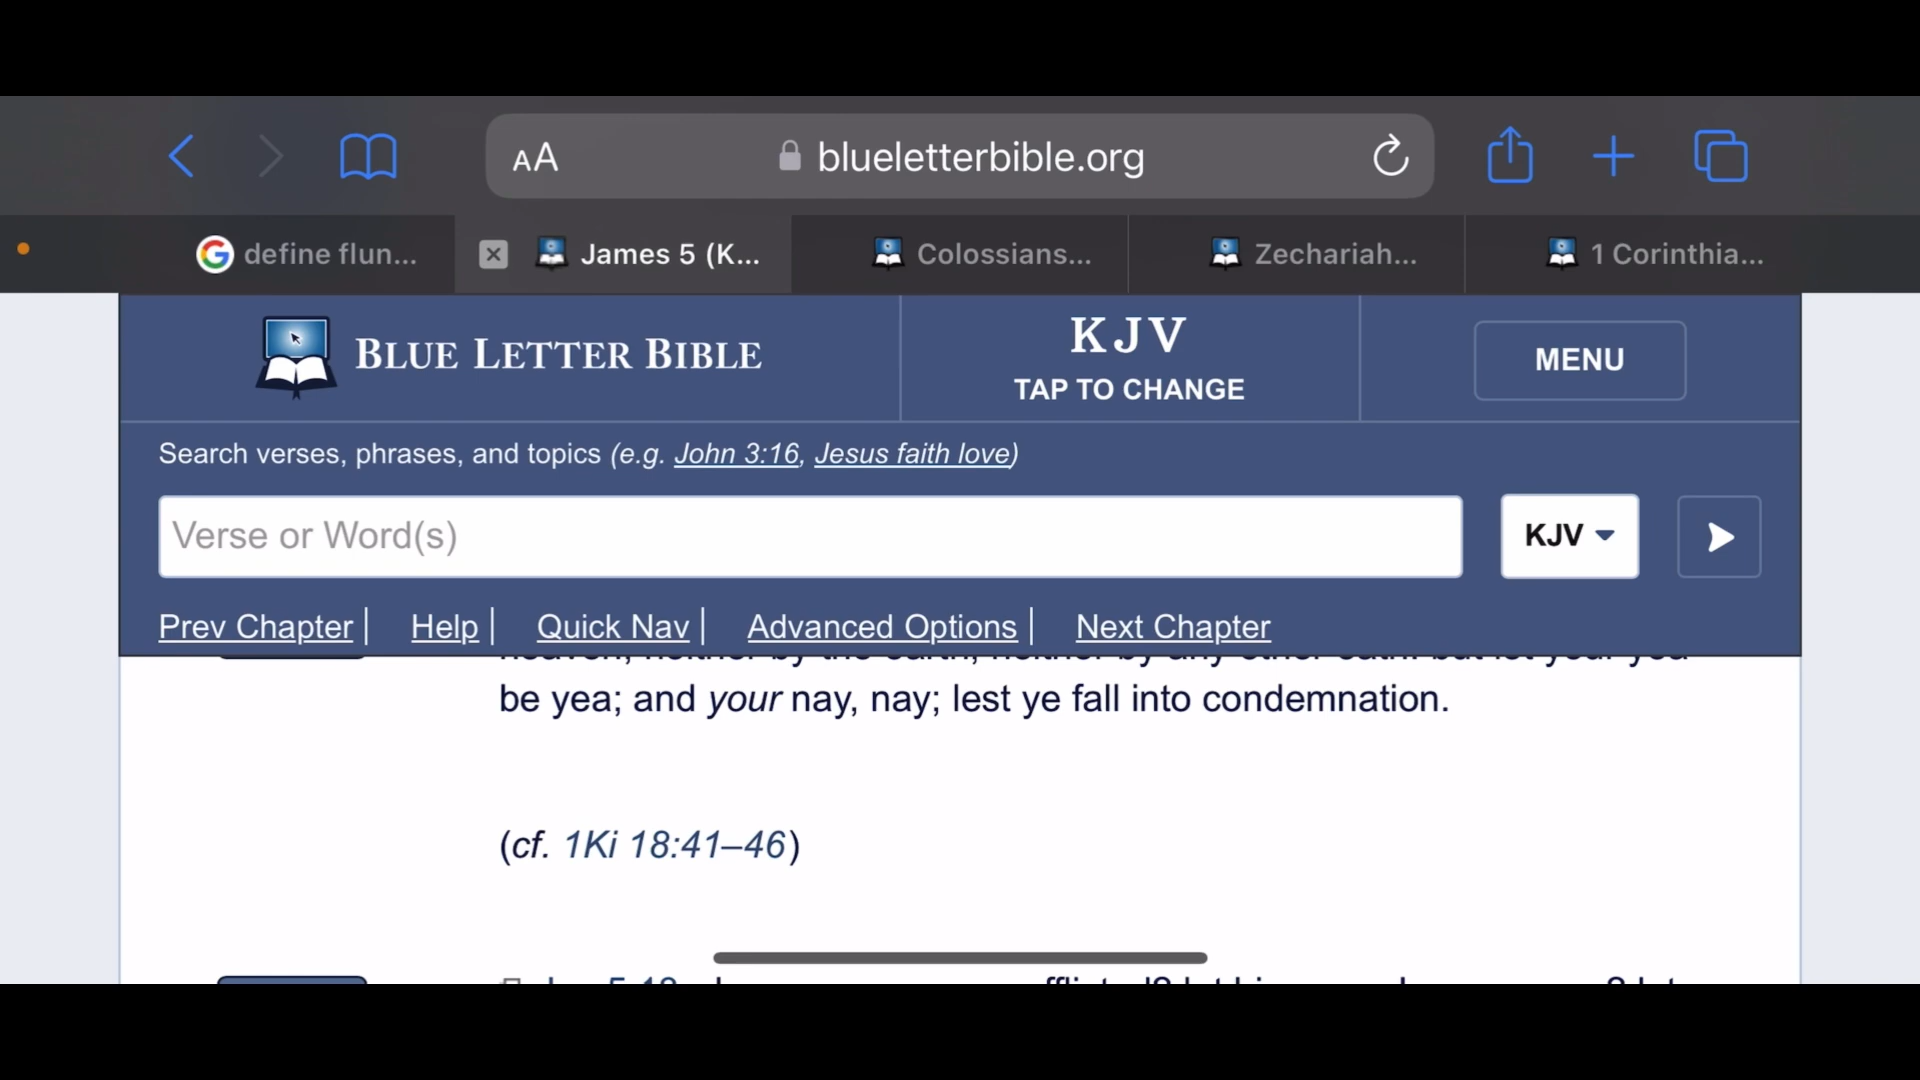 AA blueletterbible.org
define flun... James 5 (K... Colossians... Zechariah... 1 Corinthia...
BLUE LETTER BIBLE
KJV
TAP TO CHANGE
MENU
Search verses, phrases, and topics (e.g. John 3:16, Jesus faith love)
Verse or Word(s)
KJV
Prev Chapter | Help | Quick Nav | Advanced Options | Next Chapter
be yea; and your nay, nay; lest ye fall into condemnation.
(cf. 1Ki 18:41–46)